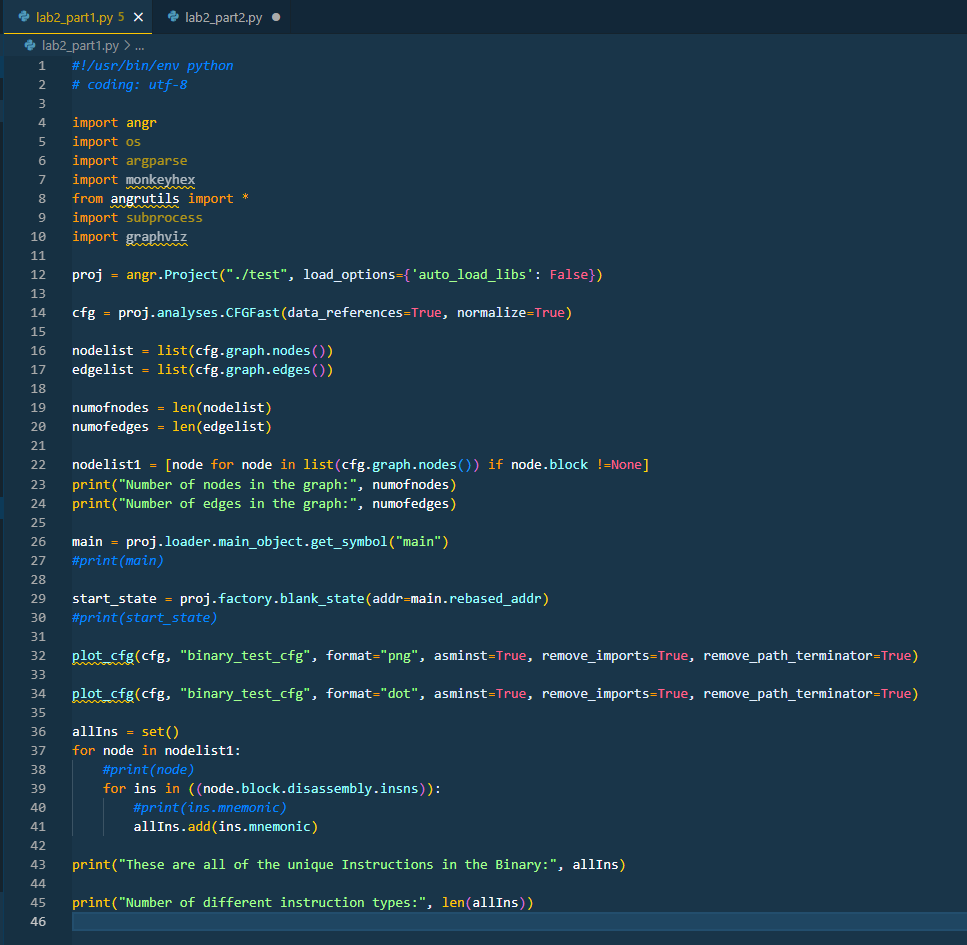 lab2_part1.py 5 × lab2_part2.py ●
lab2_part1.py > ...
1 #!/usr/bin/env python
2 # coding: utf-8
3
4 import angr
5 import os
6 import argparse
7 import monkeyhex
8 from angrutils import *
9 import subprocess
10 import graphviz
11
12 proj = angr.Project("./test", load_options={'auto_load_libs': False})
13
14 cfg = proj.analyses.CFGFast(data_references=True, normalize=True)
15
16 nodelist = list(cfg.graph.nodes())
17 edgelist = list(cfg.graph.edges())
18
19 numofnodes = len(nodelist)
20 numofedges = len(edgelist)
21
22 nodelist1 = [node for node in list(cfg.graph.nodes()) if node.block !=None]
23 print("Number of nodes in the graph:", numofnodes)
24 print("Number of edges in the graph:", numofedges)
25
26 main = proj.loader.main_object.get_symbol("main")
27 #print(main)
28
29 start_state = proj.factory.blank_state(addr=main.rebased_addr)
30 #print(start_state)
31
32 plot_cfg(cfg, "binary_test_cfg", format="png", asminst=True, remove_imports=True, remove_path_terminator=True)
33
34 plot_cfg(cfg, "binary_test_cfg", format="dot", asminst=True, remove_imports=True, remove_path_terminator=True)
35
36 allIns = set()
37 for node in nodelist1:
38     #print(node)
39     for ins in ((node.block.disassembly.insns)):
40         #print(ins.mnemonic)
41         allIns.add(ins.mnemonic)
42
43 print("These are all of the unique Instructions in the Binary:", allIns)
44
45 print("Number of different instruction types:", len(allIns))
46